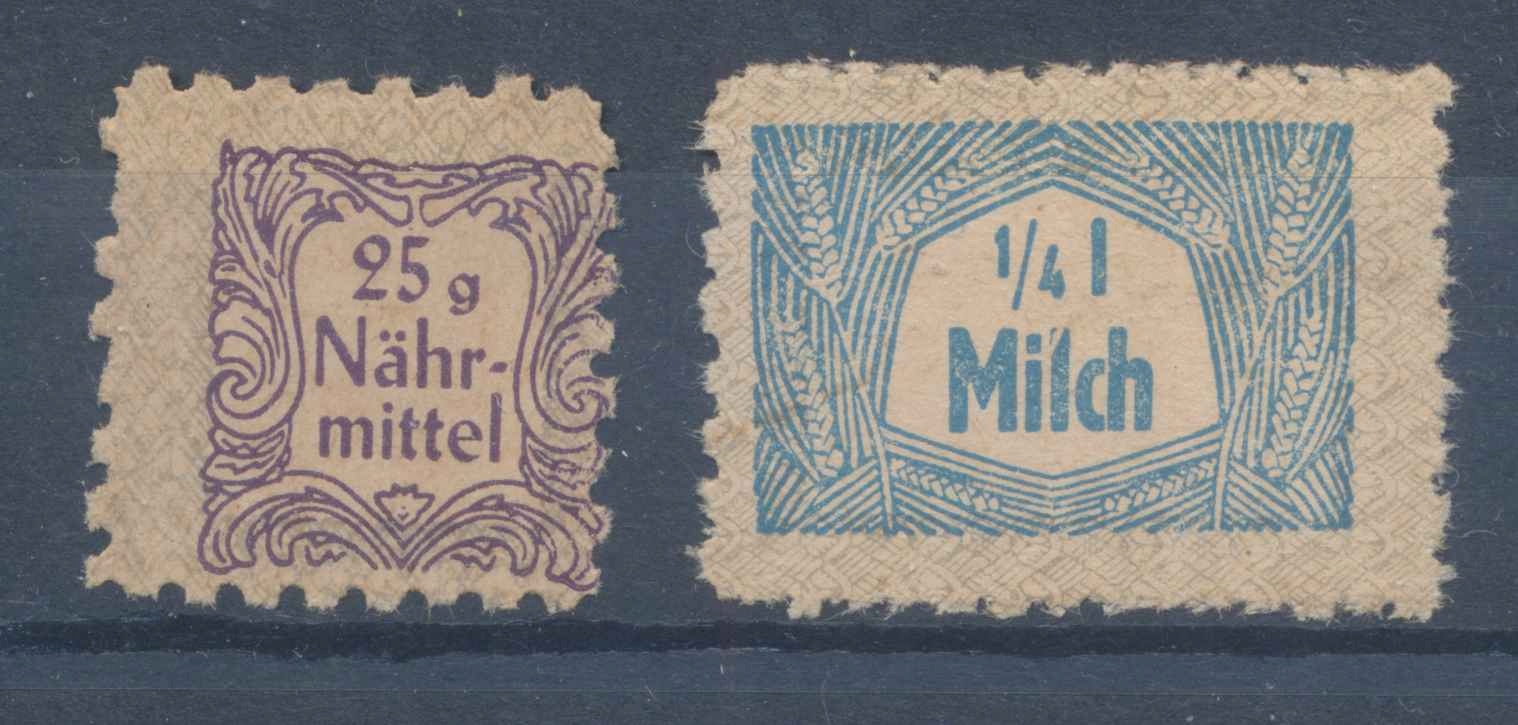 25 g
Nähr-
mittel
1/4 l
Milch